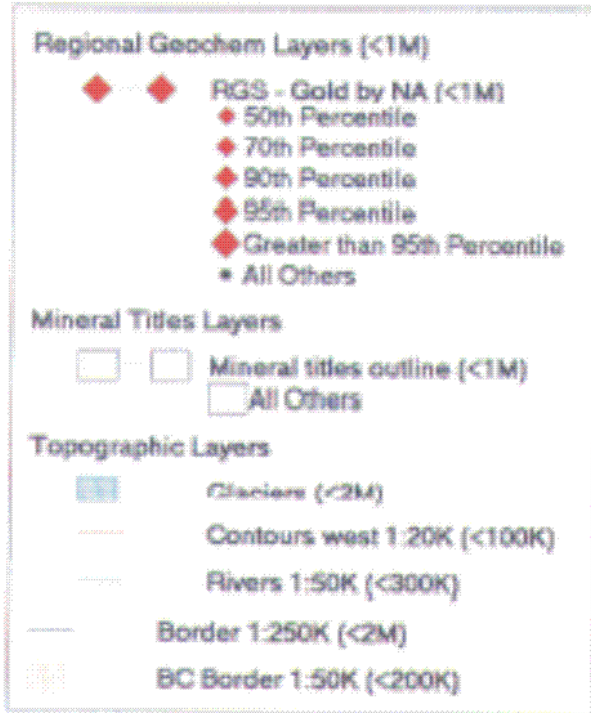 Regional Geochem Layers (<1M)
RGS - Gold by NA (<1M)
50th Percentile
70th Percentile
90th Percentile
95th Percentile
Greater than 95th Percentile
All Others
Mineral Titles Layers
Mineral titles outline (<1M)
All Others
Topographic Layers
Glaciers (<2M)
Contours west 1:20K (<100K)
Rivers 1:50K (<300K)
Border 1:250K (<2M)
BC Border 1:50K (<200K)